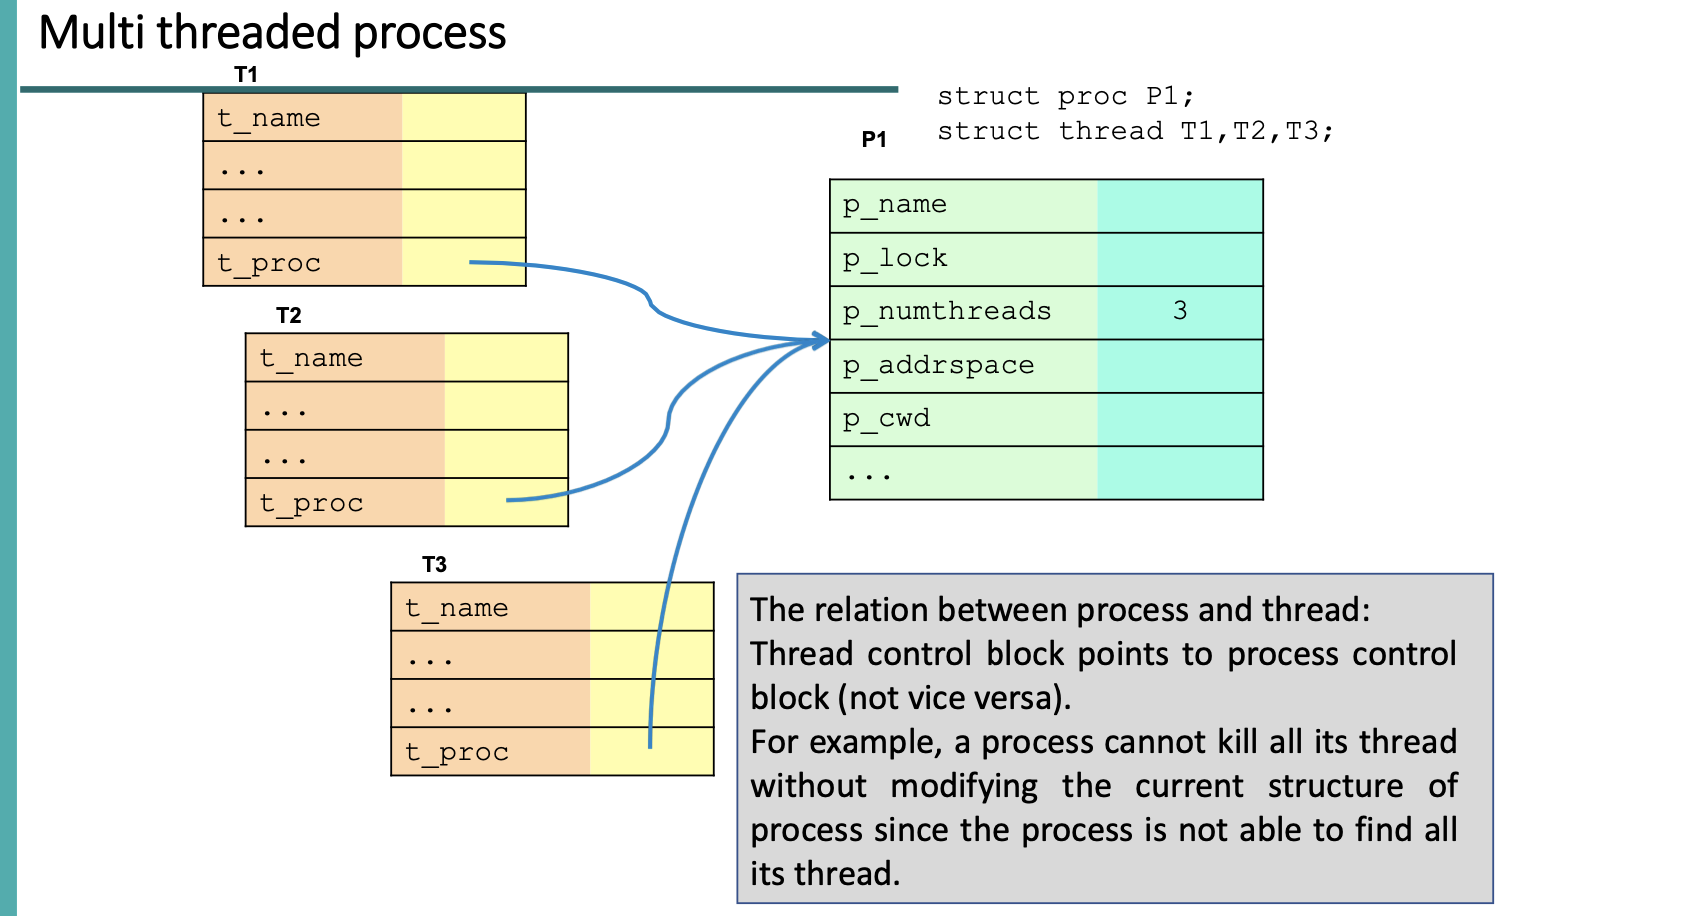 Multi threaded process
T1
t_name
...
...
t_proc
T2
t_name
...
...
t_proc
T3
t_name
...
...
t_proc
struct proc P1;
struct thread T1,T2,T3;
P1
p_name
p_lock
p_numthreads 3
p_addrspace
p_cwd
...
The relation between process and thread:
Thread control block points to process control
block (not vice versa).
For example, a process cannot kill all its thread
without modifying the current structure of
process since the process is not able to find all
its thread.